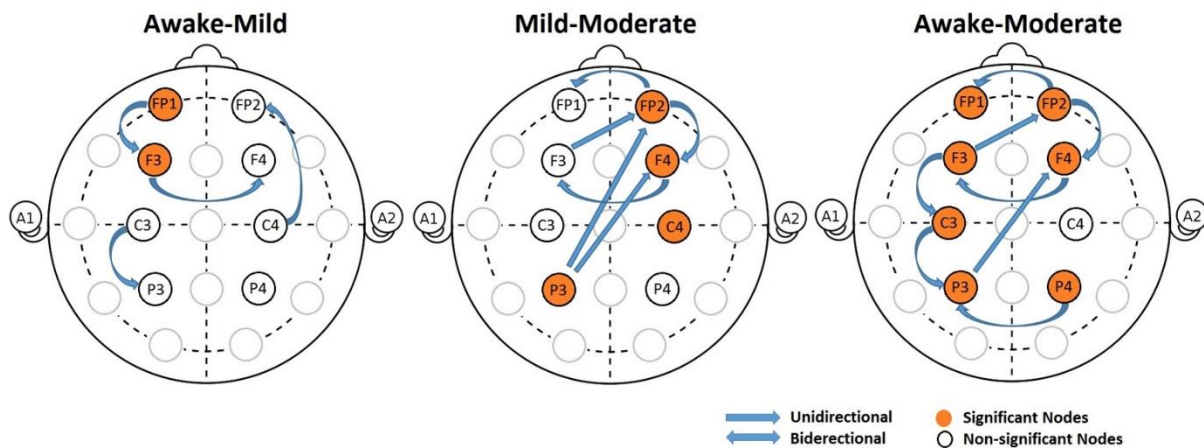 Awake-Mild
Mild-Moderate
Awake-Moderate
FP1 FP2 FP1 FP2 FP1 FP2
F3 F4 F3 F4 F3 F4
A1 C3 C4 A2 A1 C3 C4 A2 A1 C3 C4 A2
P3 P4 P3 P4 P3 P4
Unidirectional
Significant Nodes
Biderectional
Non-significant Nodes